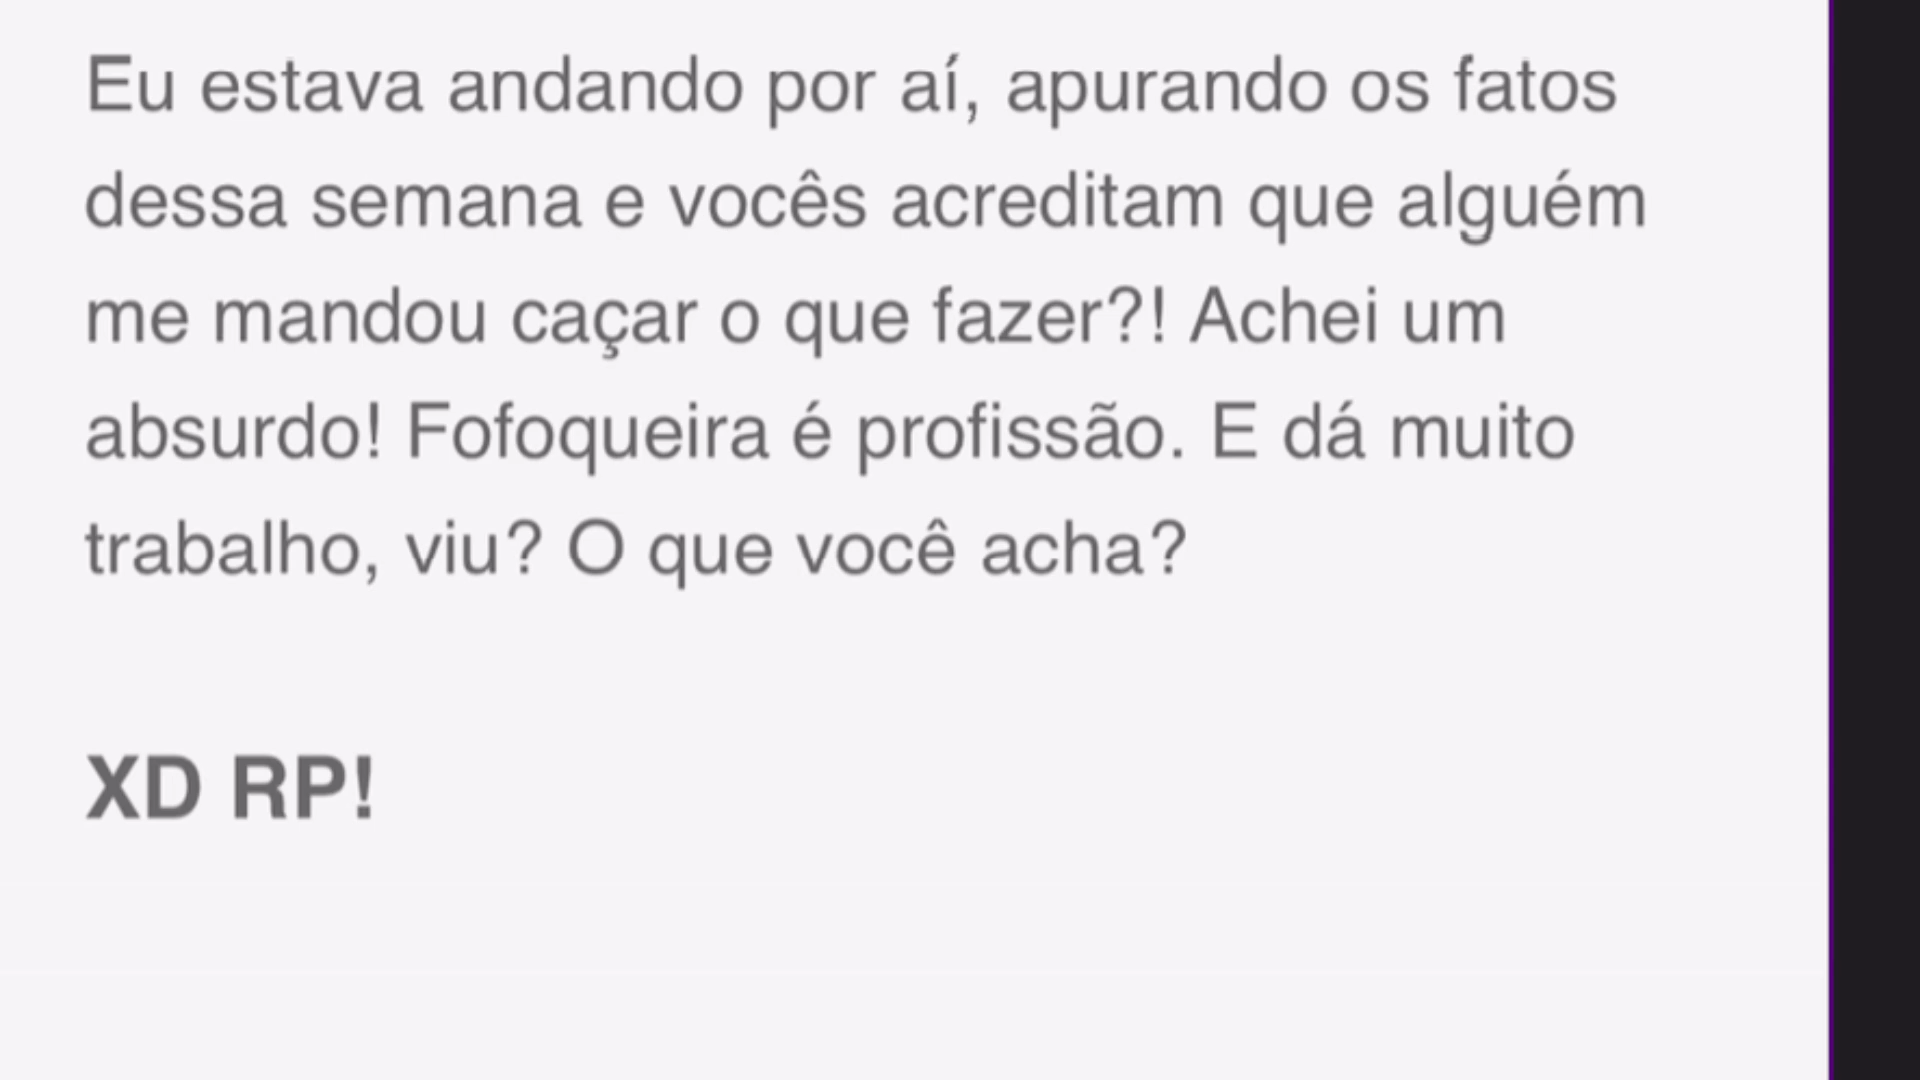 Eu estava andando por aí, apurando os fatos
dessa semana e vocês acreditam que alguém
me mandou caçar o que fazer?! Achei um
absurdo! Fofoqueira é profissão. E dá muito
trabalho, viu? O que você acha?
XD RP!